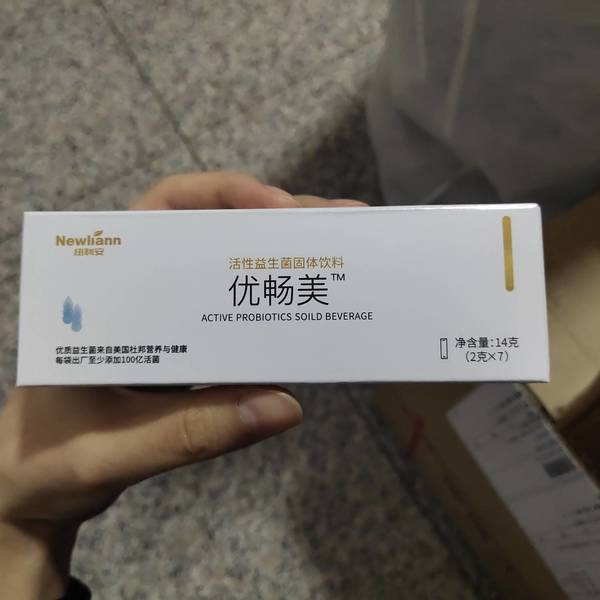 Newliann
纽利安
活性益生菌固体饮料
优畅美™
ACTIVE PROBIOTICS SOILD BEVERAGE
优质益生菌来自美国杜邦营养与健康
每袋出厂至少添加100亿活菌
净含量:14克
(2克×7)